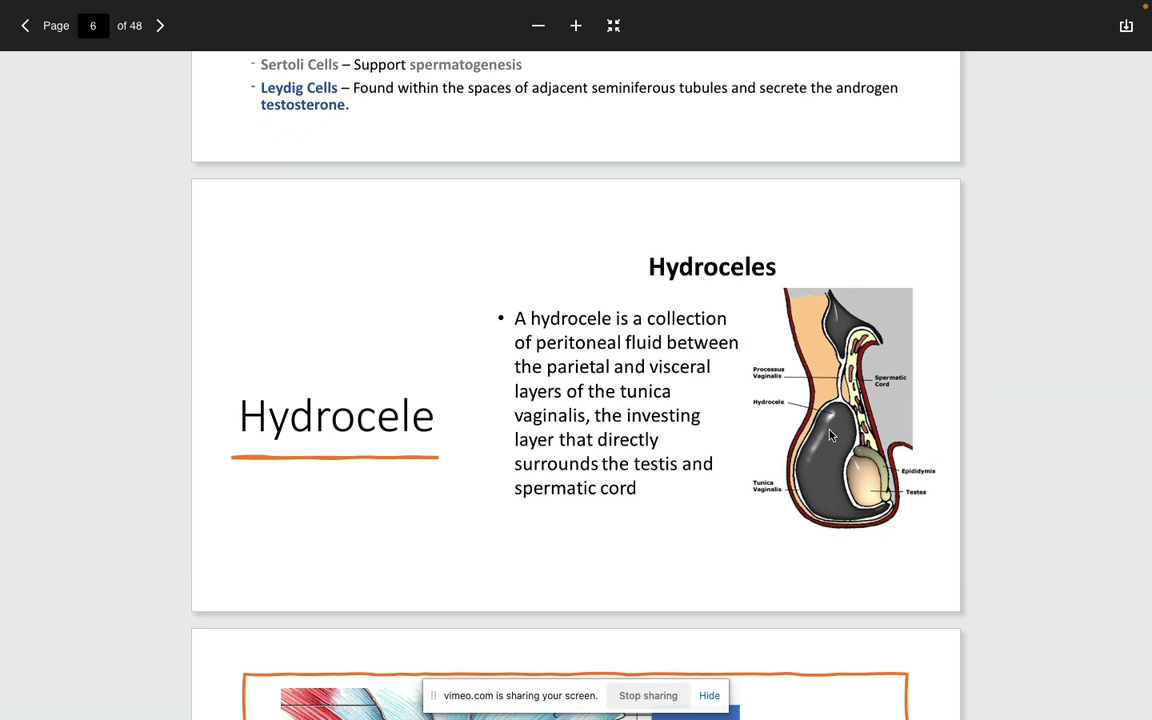 Page 6 of 48
- Sertoli Cells – Support spermatogenesis
- Leydig Cells – Found within the spaces of adjacent seminiferous tubules and secrete the androgen
testosterone.
Hydroceles
Hydrocele
• A hydrocele is a collection
of peritoneal fluid between
the parietal and visceral
layers of the tunica
vaginalis, the investing
layer that directly
surrounds the testis and
spermatic cord
Processus
Vaginalis
Spermatic
Cord
Hydrocele
Epididymis
Tunica
Vaginalis
Testes
vimeo.com is sharing your screen. Stop sharing Hide